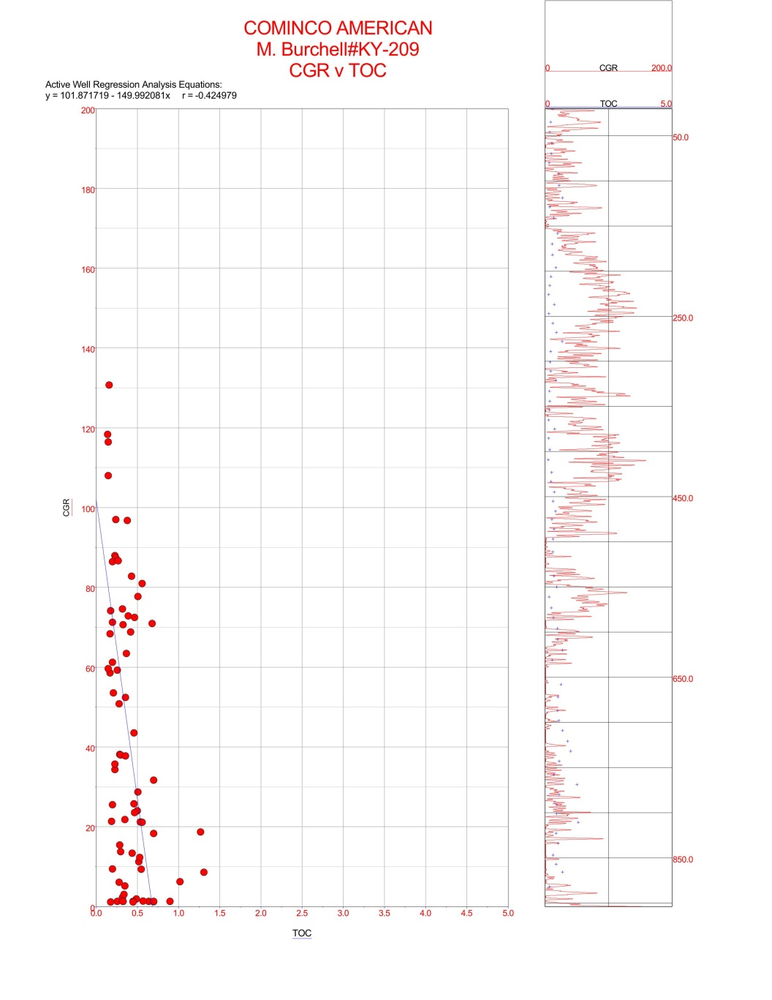 COMINCO AMERICAN
M. Burchell#KY-209
CGR v TOC
Active Well Regression Analysis Equations:
y = 101.871719 - 149.992081x r = -0.424979
200
180
160
140
120
100
80
60
40
20
0
CGR
0.0 0.5 1.0 1.5 2.0 2.5 3.0 3.5 4.0 4.5 5.0
TOC
0 CGR 200.0
0 TOC 5.0
50.0
250.0
450.0
650.0
850.0